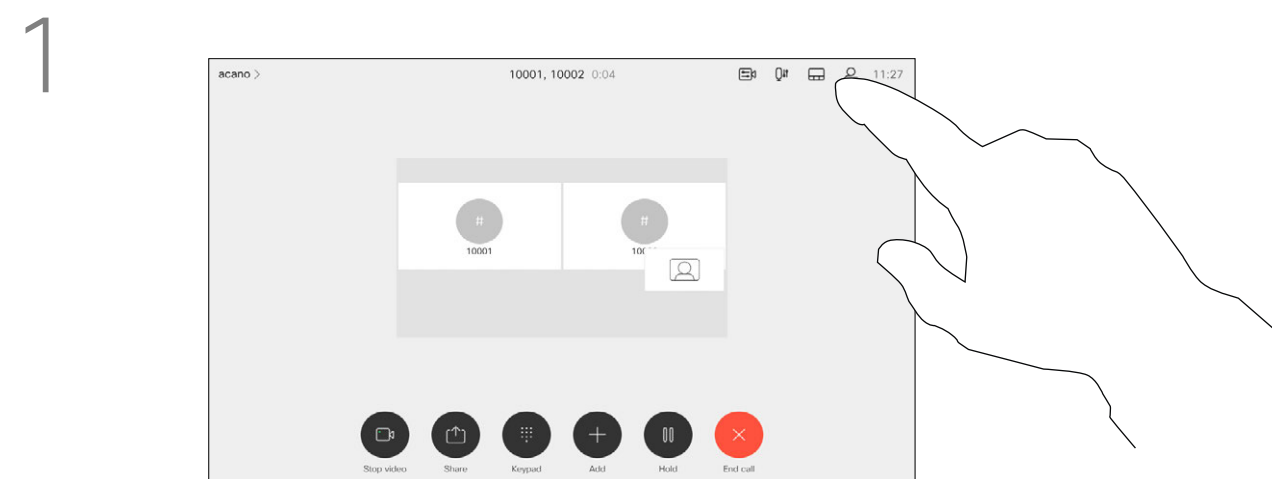 1
acano >
10001, 10002 0:04
11:27
#
#
10001
Stop video
Share
Keypad
Add
Hold
End call